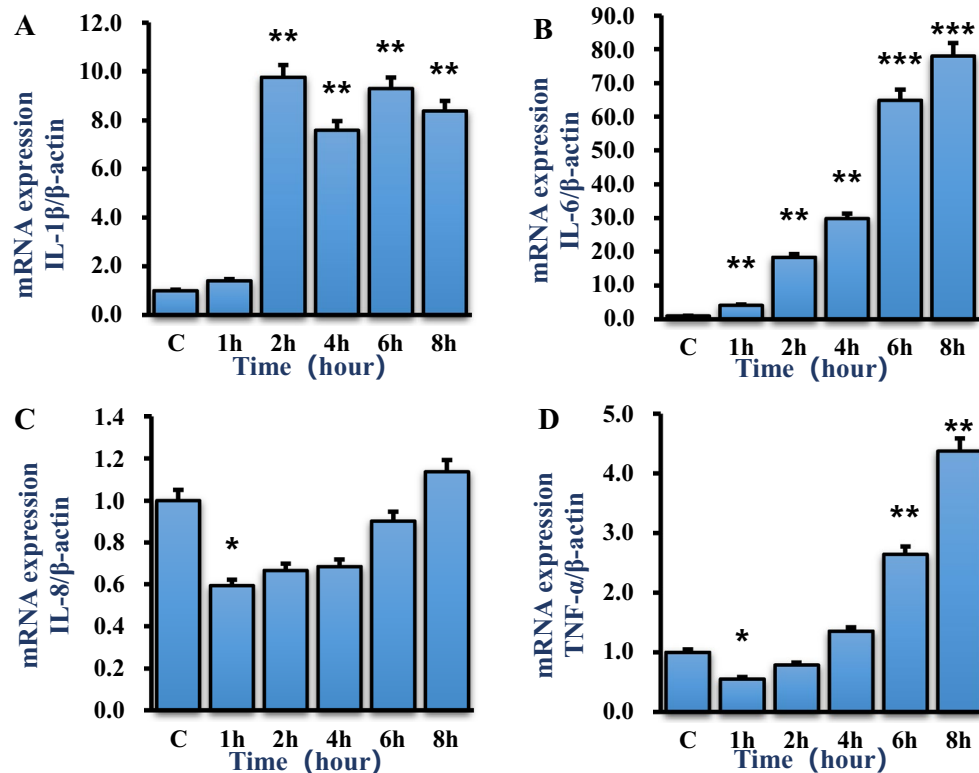 A
mRNA expression
IL-1β/β-actin
12.0
10.0
8.0
6.0
4.0
2.0
0.0
**
**
**
**
C 1h 2h 4h 6h 8h
Time (hour)
B
mRNA expression
IL-6/β-actin
90.0
80.0
70.0
60.0
50.0
40.0
30.0
20.0
10.0
0.0
**
**
**
***
***
C 1h 2h 4h 6h 8h
Time (hour)
C
mRNA expression
IL-8/β-actin
1.4
1.2
1.0
0.8
0.6
0.4
0.2
0.0
*
C 1h 2h 4h 6h 8h
Time (hour)
D
mRNA expression
TNF-α/β-actin
5.0
4.0
3.0
2.0
1.0
0.0
*
**
**
C 1h 2h 4h 6h 8h
Time (hour)